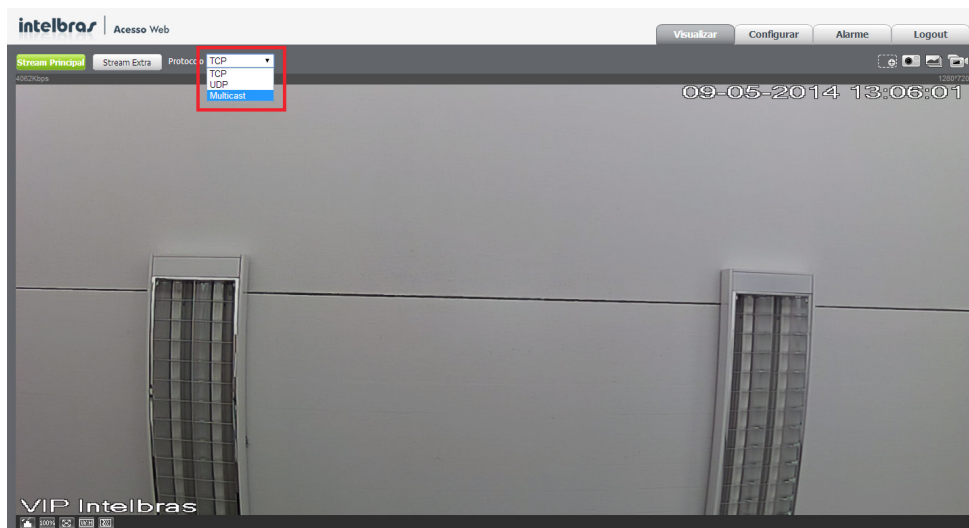 intelbras Acesso Web
Visualizar Configurar Alarme Logout
Stream Principal Stream Extra Protocolo TCP
TCP
UDP
Multicast
4062Kbps 1280*720
09-05-2014 13:06:01
VIP Intelbras
100%